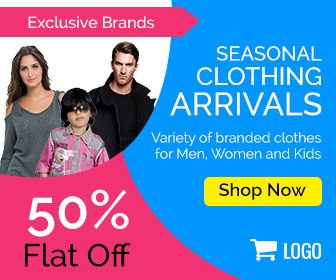 Exclusive Brands
SEASONAL
CLOTHING
ARRIVALS
Variety of branded clothes
for Men, Women and Kids
Shop Now
50%
Flat Off
LOGO